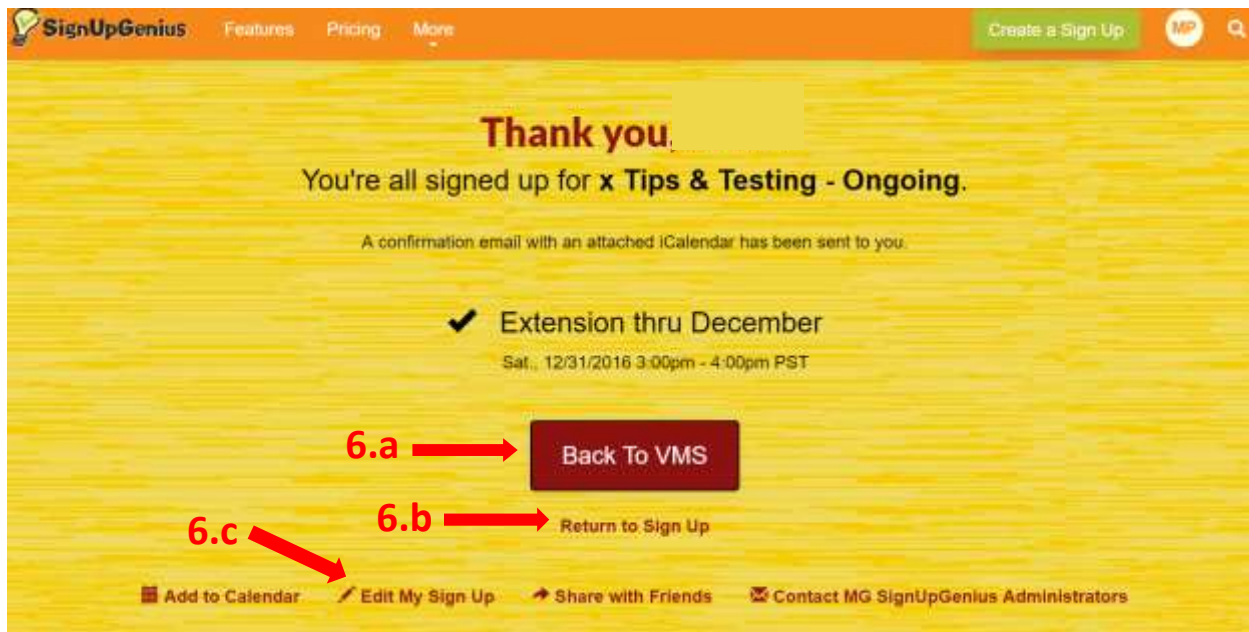 SignUpGenius Features Pricing More Create a Sign Up MP
Thank you,
You're all signed up for x Tips & Testing - Ongoing.
A confirmation email with an attached iCalendar has been sent to you.
Extension thru December
Sat., 12/31/2016 3:00pm - 4:00pm PST
6.a Back To VMS
6.b Return to Sign Up
6.c
Add to Calendar Edit My Sign Up Share with Friends Contact MG SignUpGenius Administrators